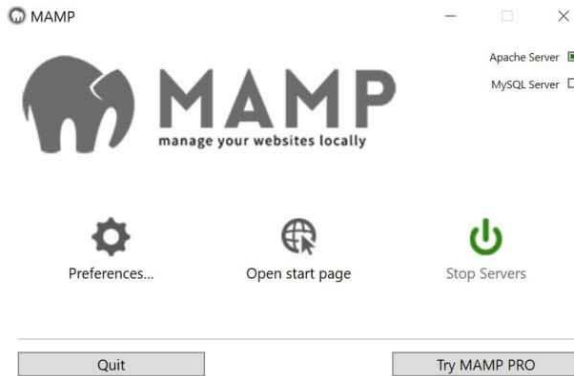 MAMP
Apache Server
MySQL Server
MAMP
manage your websites locally
Preferences...
Open start page
Stop Servers
Quit
Try MAMP PRO